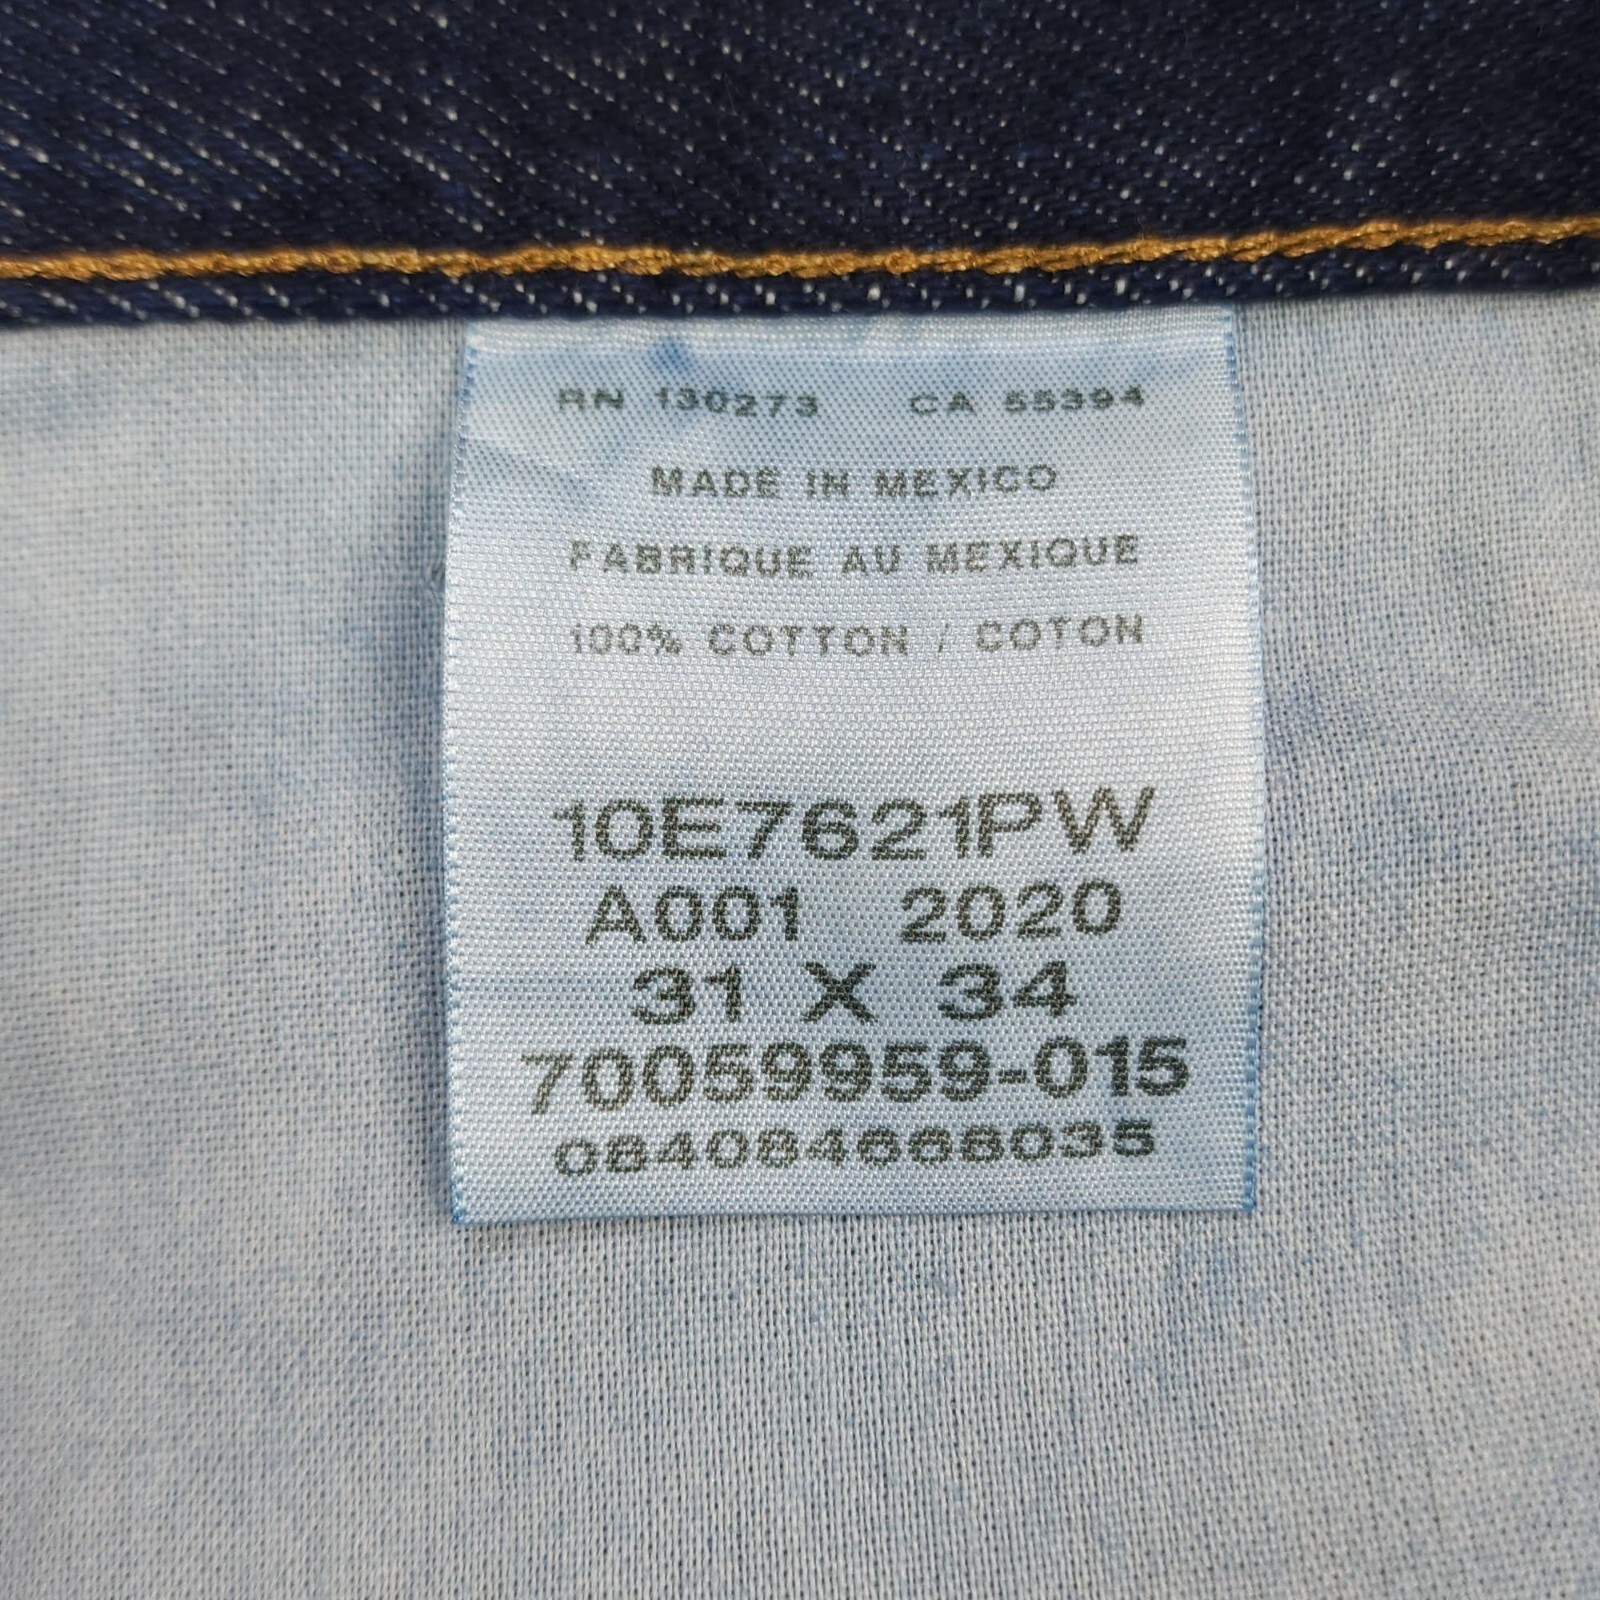 RN 130273 CA 55394
MADE IN MEXICO
FABRIQUE AU MEXIQUE
100% COTTON / COTON
10E7621PW
A001 2020
31 X 34
70059959-015
084084668035